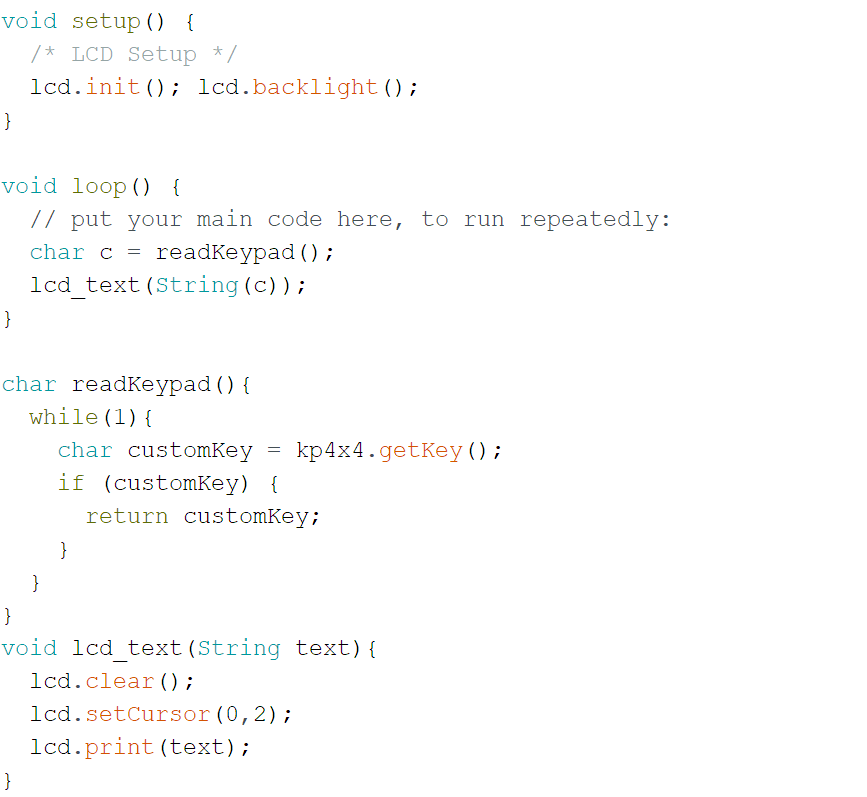 void setup() {
  /* LCD Setup */
  lcd.init(); lcd.backlight();
}

void loop() {
  // put your main code here, to run repeatedly:
  char c = readKeypad();
  lcd_text(String(c));
}

char readKeypad(){
  while(1){
    char customKey = kp4x4.getKey();
    if (customKey) {
      return customKey;
    }
  }
}
void lcd_text(String text){
  lcd.clear();
  lcd.setCursor(0,2);
  lcd.print(text);
}